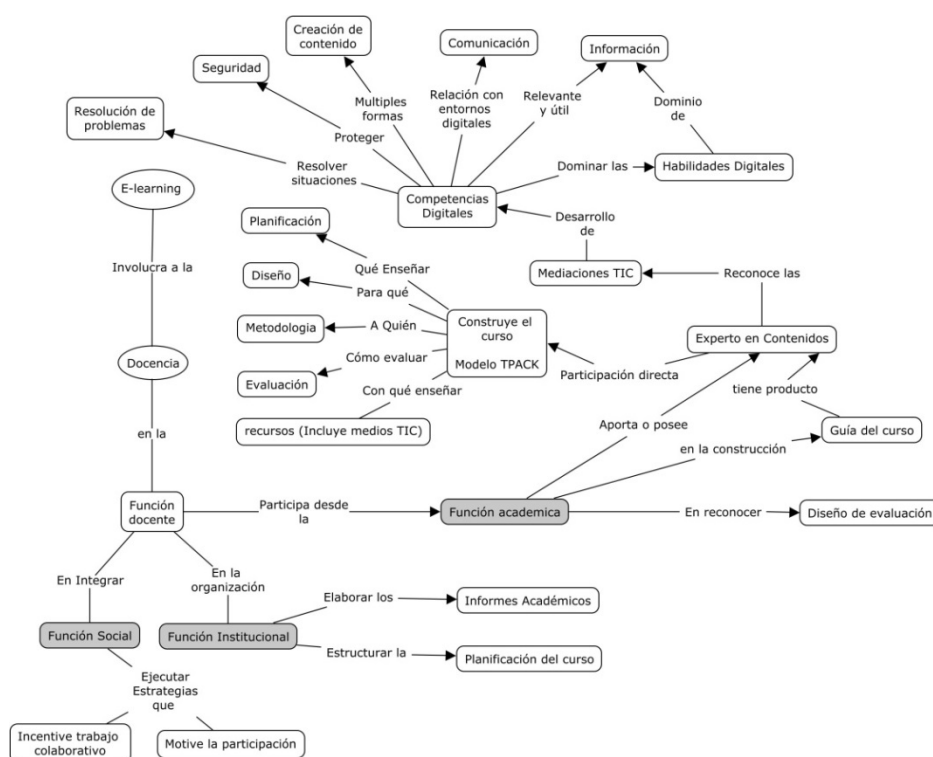 Creación de
contenido
Comunicación
Información
Seguridad
Multiples
formas
Relación con
entornos
digitales
Relevante
y útil
Dominio
de
Resolución de
problemas
Proteger
Resolver
situaciones
Dominar las
Habilidades Digitales
E-learning
Competencias
Digitales
Planificación
Desarrollo
de
Involucra a la
Qué Enseñar
Mediaciones TIC
Reconoce las
Diseño
Para qué
Metodologia
A Quién
Construye el
curso
Modelo TPACK
Experto en Contenidos
Docencia
Cómo evaluar
Participación directa
Evaluación
Con qué enseñar
tiene producto
recursos (Incluye medios TIC)
Aporta o posee
Guía del curso
en la
en la construcción
Función
docente
Participa desde
la
Función academica
En reconocer
Diseño de evaluación
En Integrar
En la
organización
Elaborar los
Informes Académicos
Función Social
Función Institucional
Estructurar la
Planificación del curso
Ejecutar
Estrategias
que
Incentive trabajo
colaborativo
Motive la participación